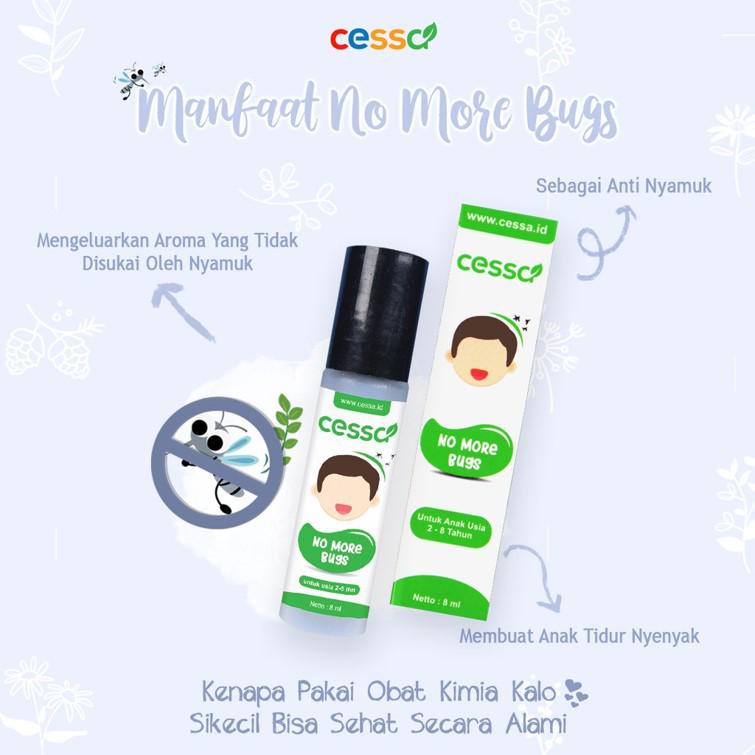 cessa
Manfaat No More Bugs
Sebagai Anti Nyamuk
Mengeluarkan Aroma Yang Tidak
Disukai Oleh Nyamuk
www.cessa.id
cessa
NO MORE
BUGS
Untuk Anak Usia
2 - 8 Tahun
Netto : 8 ml
www.cessa.id
cessa
NO MORE
BUGS
Netto : 8 ml
Membuat Anak Tidur Nyenyak
Kenapa Pakai Obat Kimia Kalo
Sikecil Bisa Sehat Secara Alami